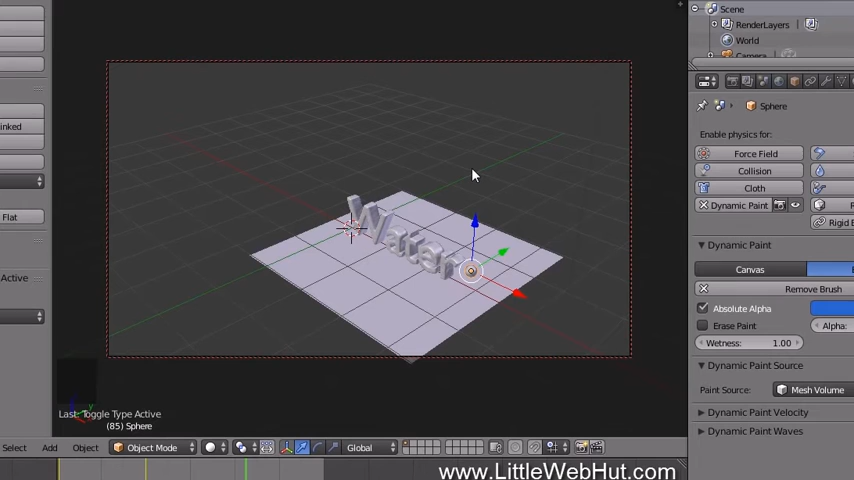 Scene
RenderLayers
World
Camera
inked
Sphere
Enable physics for:
Force Field
Collision
Cloth
Dynamic Paint
Rigid
Flat
Dynamic Paint
Canvas
Remove Brush
Active
Absolute Alpha
Erase Paint
Alpha:
Wetness: 1.00
Dynamic Paint Source
Paint Source:
Mesh Volume
Dynamic Paint Velocity
Dynamic Paint Waves
Water
Last: Toggle Type Active
(85) Sphere
Select Add Object Object Mode Global
www.LittleWebHut.com